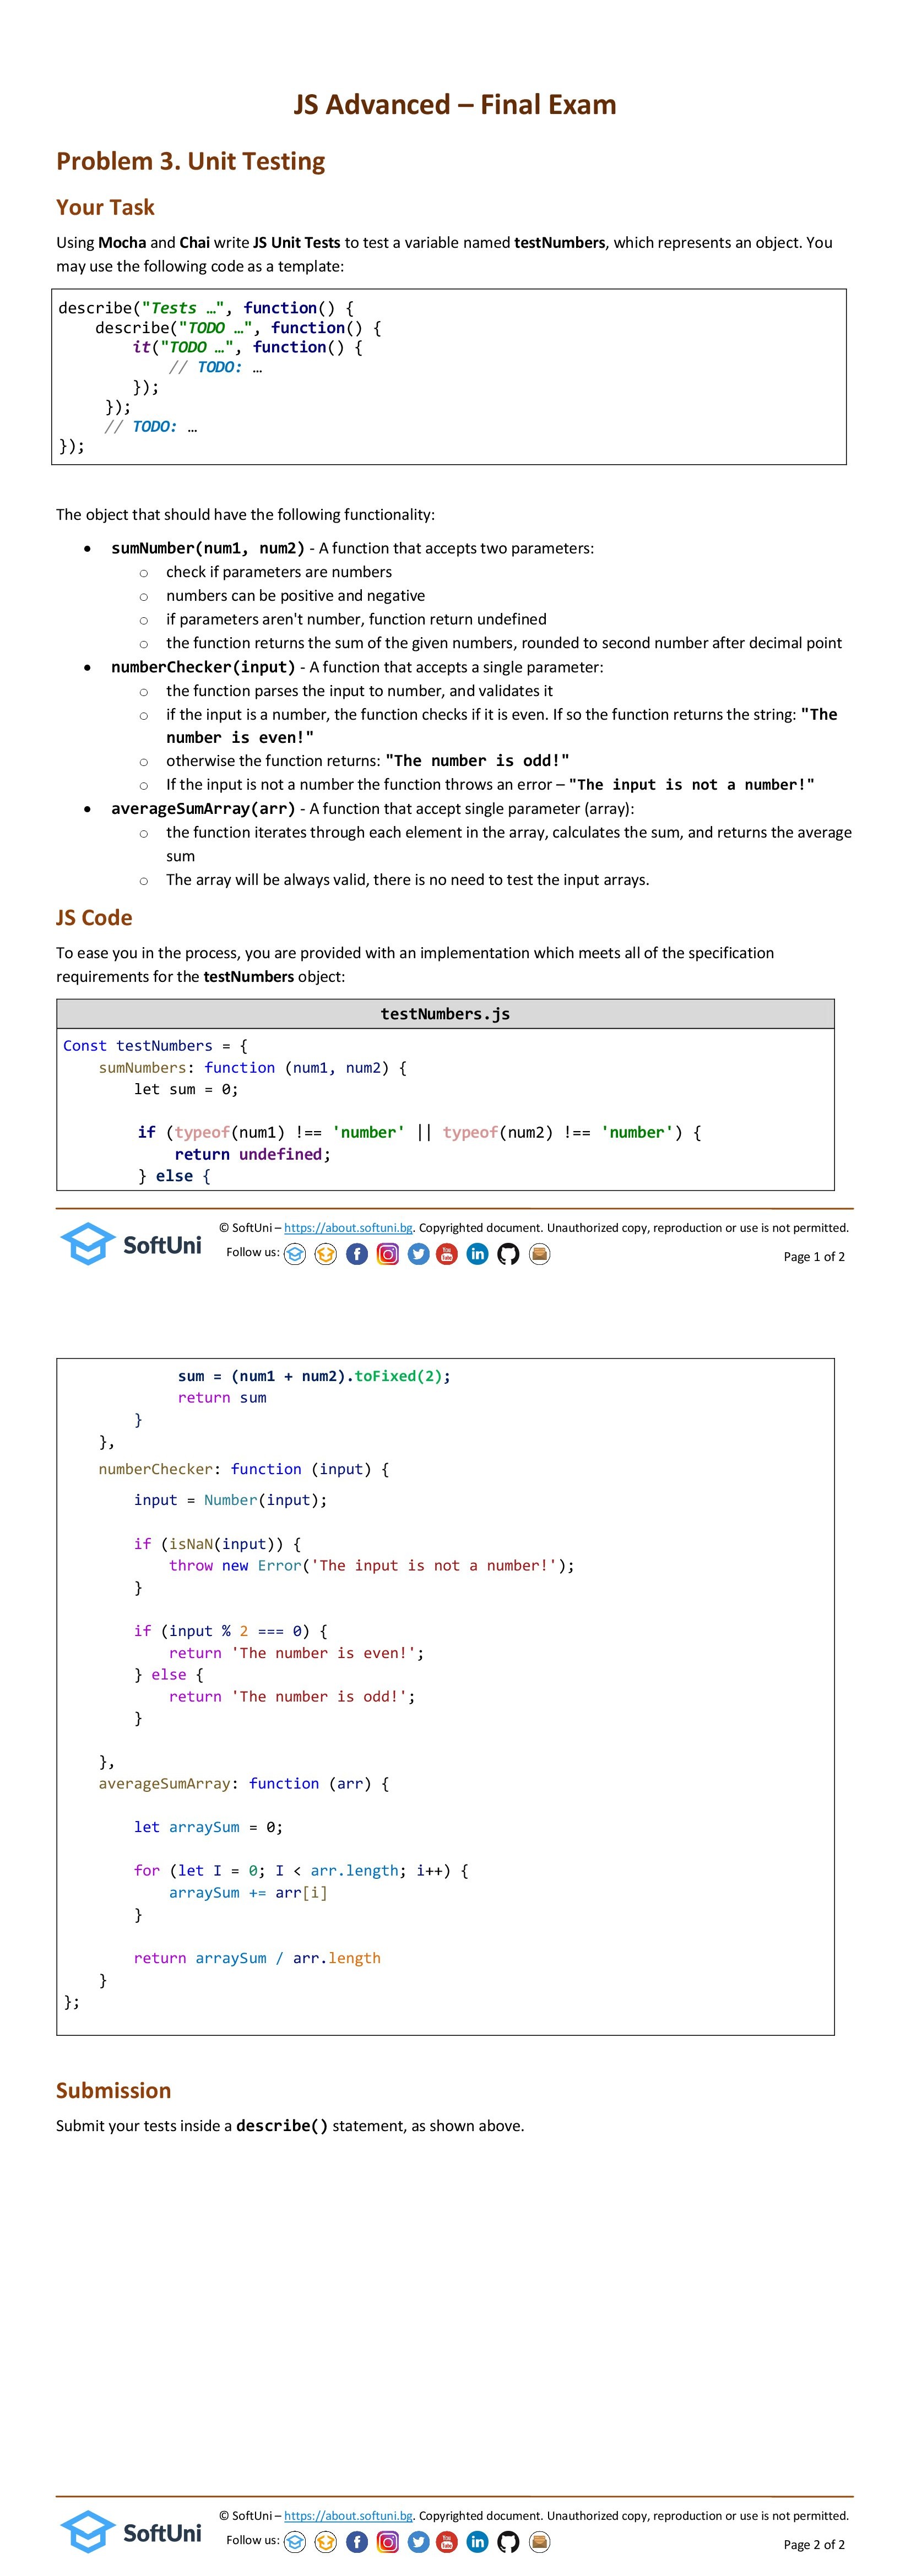 JS Advanced – Final Exam
Problem 3. Unit Testing
Your Task
Using Mocha and Chai write JS Unit Tests to test a variable named testNumbers, which represents an object. You
may use the following code as a template:
describe("Tests …", function() {
    describe("TODO …", function() {
        it("TODO …", function() {
            // TODO: …
        });
     });
     // TODO: …
});
The object that should have the following functionality:
• sumNumber(num1, num2) - A function that accepts two parameters:
○ check if parameters are numbers
○ numbers can be positive and negative
○ if parameters aren't number, function return undefined
○ the function returns the sum of the given numbers, rounded to second number after decimal point
• numberChecker(input) - A function that accepts a single parameter:
○ the function parses the input to number, and validates it
○ if the input is a number, the function checks if it is even. If so the function returns the string: "The
number is even!"
○ otherwise the function returns: "The number is odd!"
○ If the input is not a number the function throws an error – "The input is not a number!"
• averageSumArray(arr) - A function that accept single parameter (array):
○ the function iterates through each element in the array, calculates the sum, and returns the average
sum
○ The array will be always valid, there is no need to test the input arrays.
JS Code
To ease you in the process, you are provided with an implementation which meets all of the specification
requirements for the testNumbers object:
testNumbers.js
Const testNumbers = {
    sumNumbers: function (num1, num2) {
        let sum = 0;
        if (typeof(num1) !== 'number' || typeof(num2) !== 'number') {
            return undefined;
        } else {
© SoftUni – https://about.softuni.bg. Copyrighted document. Unauthorized copy, reproduction or use is not permitted.
SoftUni
Follow us:
Page 1 of 2
             sum = (num1 + num2).toFixed(2);
             return sum
        }
    },
    numberChecker: function (input) {
        input = Number(input);
        if (isNaN(input)) {
            throw new Error('The input is not a number!');
        }
        if (input % 2 === 0) {
            return 'The number is even!';
        } else {
            return 'The number is odd!';
        }
    },
    averageSumArray: function (arr) {
        let arraySum = 0;
        for (let I = 0; I < arr.length; i++) {
            arraySum += arr[i]
        }
        return arraySum / arr.length
    }
};
Submission
Submit your tests inside a describe() statement, as shown above.
© SoftUni – https://about.softuni.bg. Copyrighted document. Unauthorized copy, reproduction or use is not permitted.
SoftUni
Follow us:
Page 2 of 2